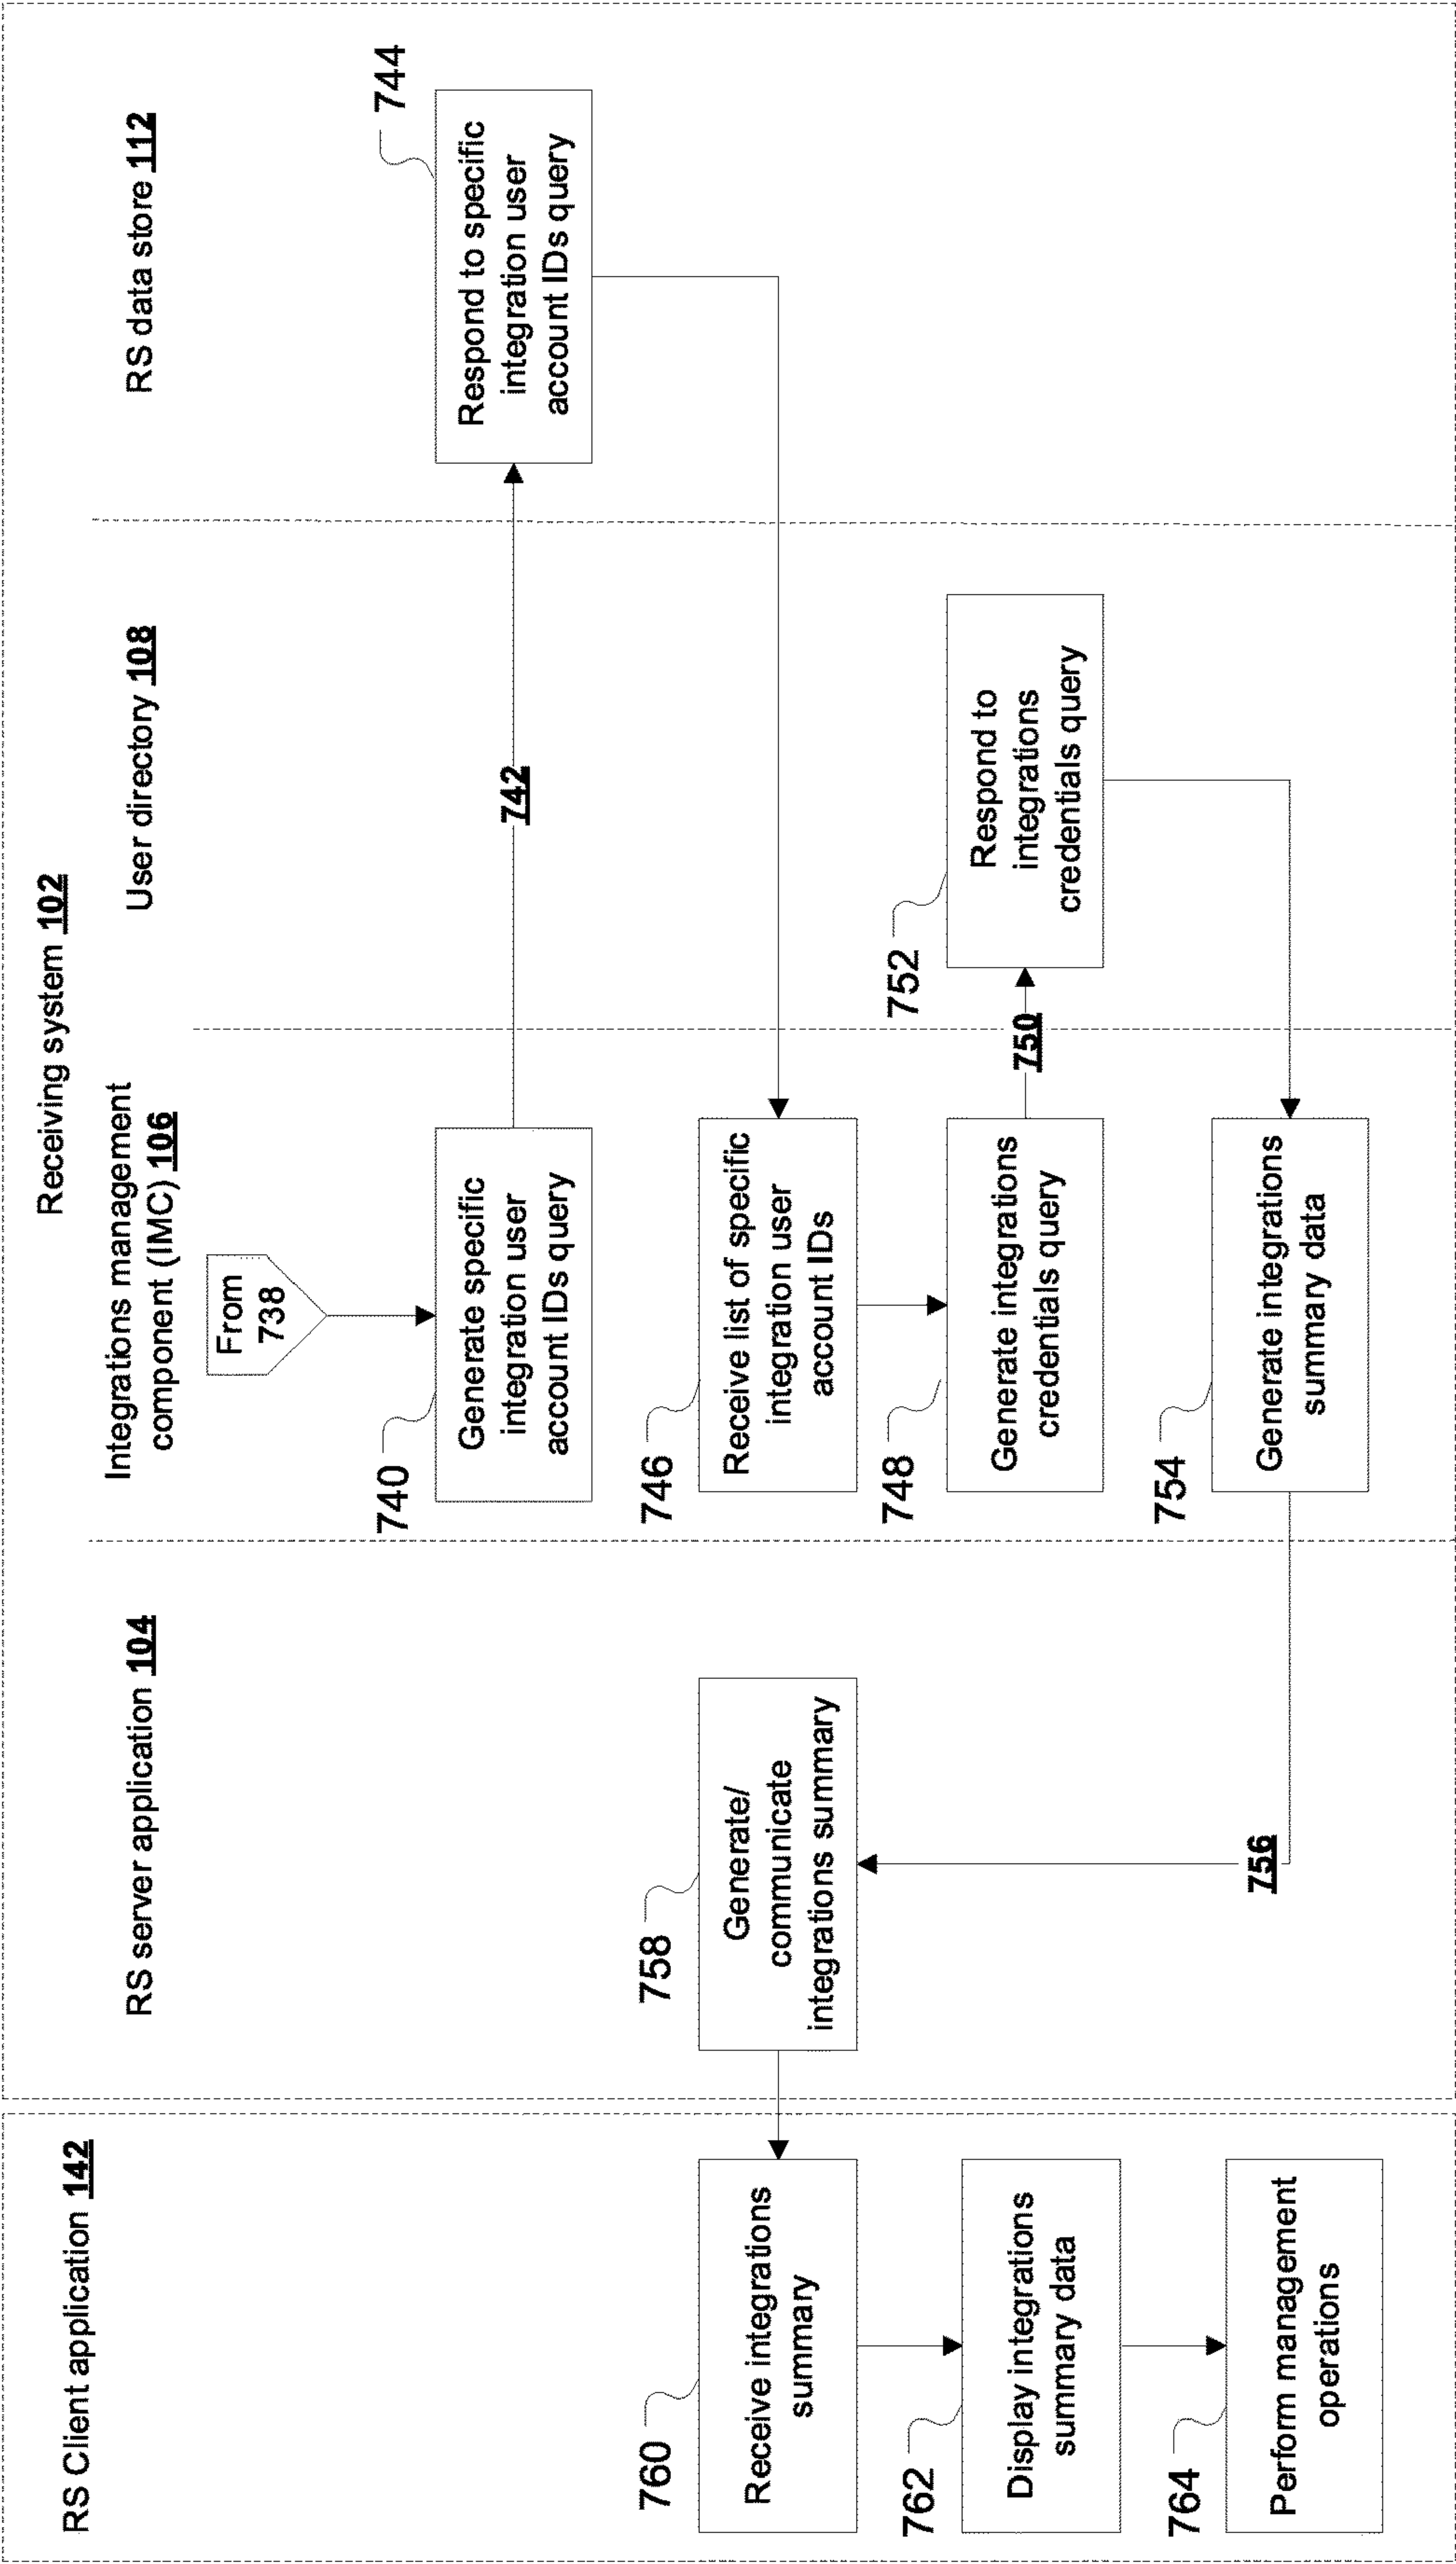 RS Client application 142
Receiving system 102
RS server application 104
Integrations management
component (IMC) 106
User directory 108
RS data store 112
From
738
740
Generate specific
integration user
account IDs query
742
744
Respond to specific
integration user
account IDs query
746
Receive list of specific
integration user
account IDs
748
Generate integrations
credentials query
750
752
Respond to
integrations
credentials query
754
Generate integrations
summary data
756
758
Generate/
communicate
integrations summary
760
Receive integrations
summary
762
Display integrations
summary data
764
Perform management
operations